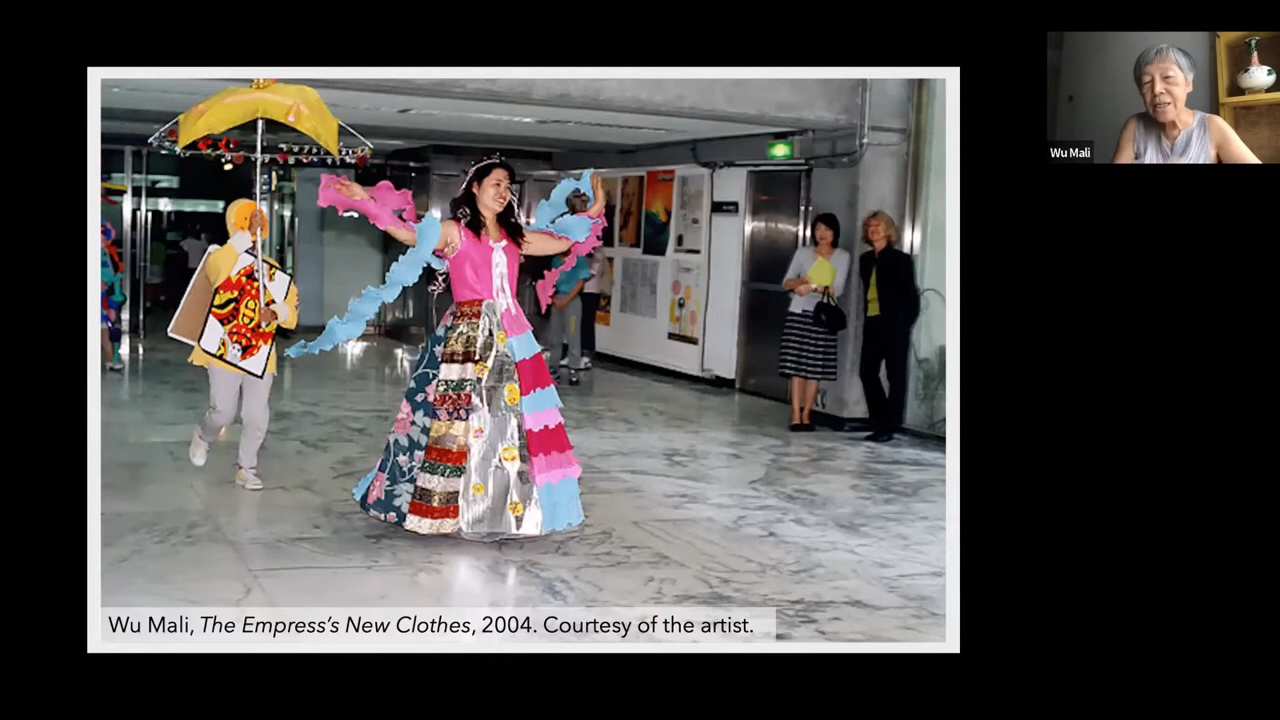 Wu Mali
Wu Mali, The Empress’s New Clothes, 2004. Courtesy of the artist.